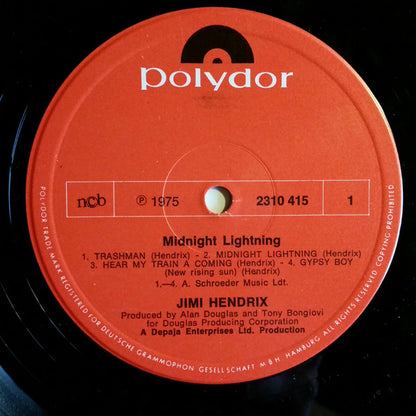 polydor
ncb
℗ 1975
2310 415
1
Midnight Lightning
1. TRASHMAN (Hendrix) - 2. MIDNIGHT LIGHTNING (Hendrix)
3. HEAR MY TRAIN A COMING (Hendrix) - 4. GYPSY BOY
(New rising sun) (Hendrix)
1.—4. A. Schroeder Music Ldt.
JIMI HENDRIX
Produced by Alan Douglas and Tony Bongiovi
for Douglas Producing Corporation
A Depaja Enterprises Ltd. Production
POLYDOR TRADE MARK REGISTERED FOR DEUTSCHE GRAMMOPHON GESELLSCHAFT M B H. HAMBURG ALL RIGHTS RESERVED COPYING PROHIBITED